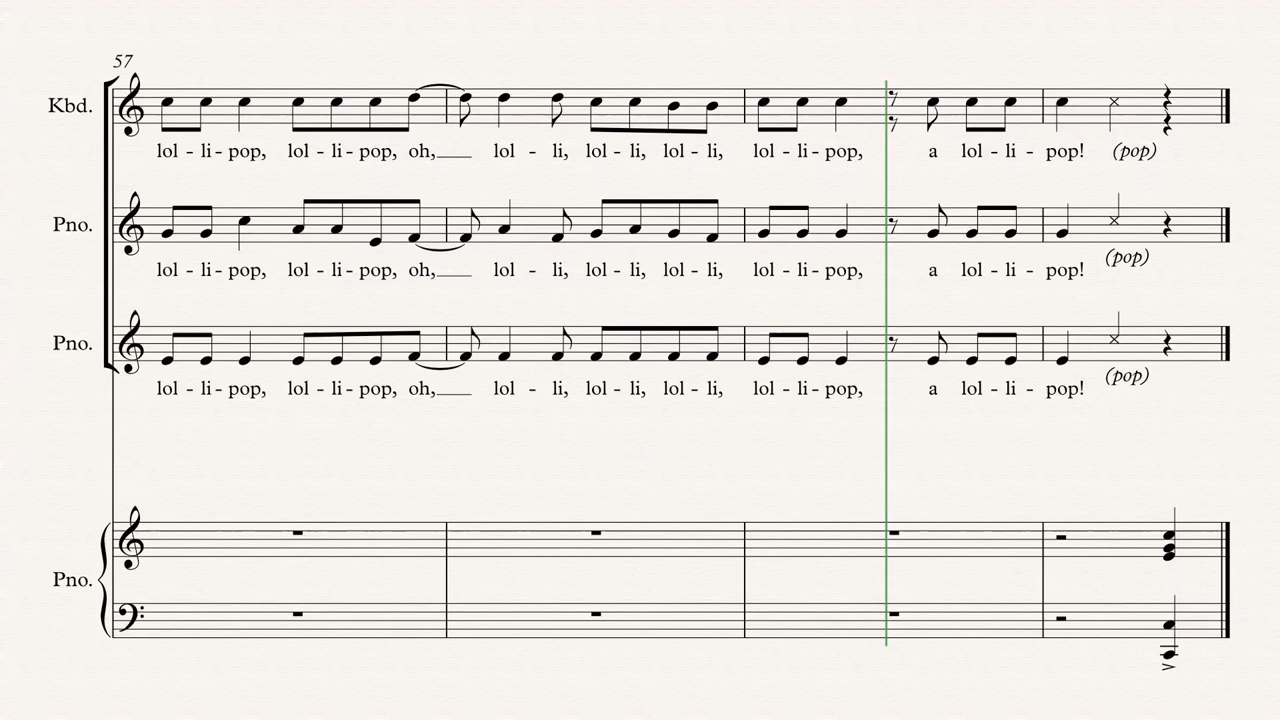 57
Kbd.
lol - li - pop, lol - li - pop, oh,___ lol - li, lol - li, lol - li, lol - li - pop, a lol - li - pop! (pop)
Pno.
(pop)
lol - li - pop, lol - li - pop, oh,___ lol - li, lol - li, lol - li, lol - li - pop, a lol - li - pop!
Pno.
(pop)
lol - li - pop, lol - li - pop, oh,___ lol - li, lol - li, lol - li, lol - li - pop, a lol - li - pop!
Pno.